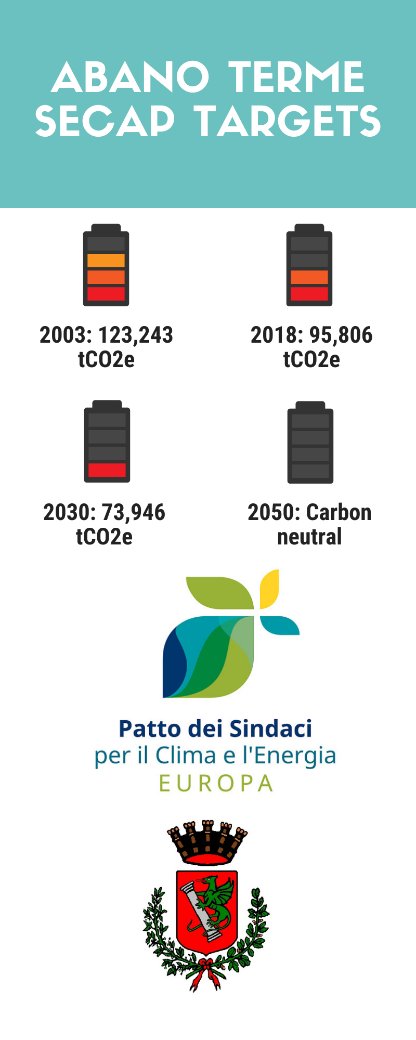 ABANO TERME
SECAP TARGETS
2003: 123,243
tCO2e
2018: 95,806
tCO2e
2030: 73,946
tCO2e
2050: Carbon
neutral
Patto dei Sindaci
per il Clima e l'Energia
EUROPA